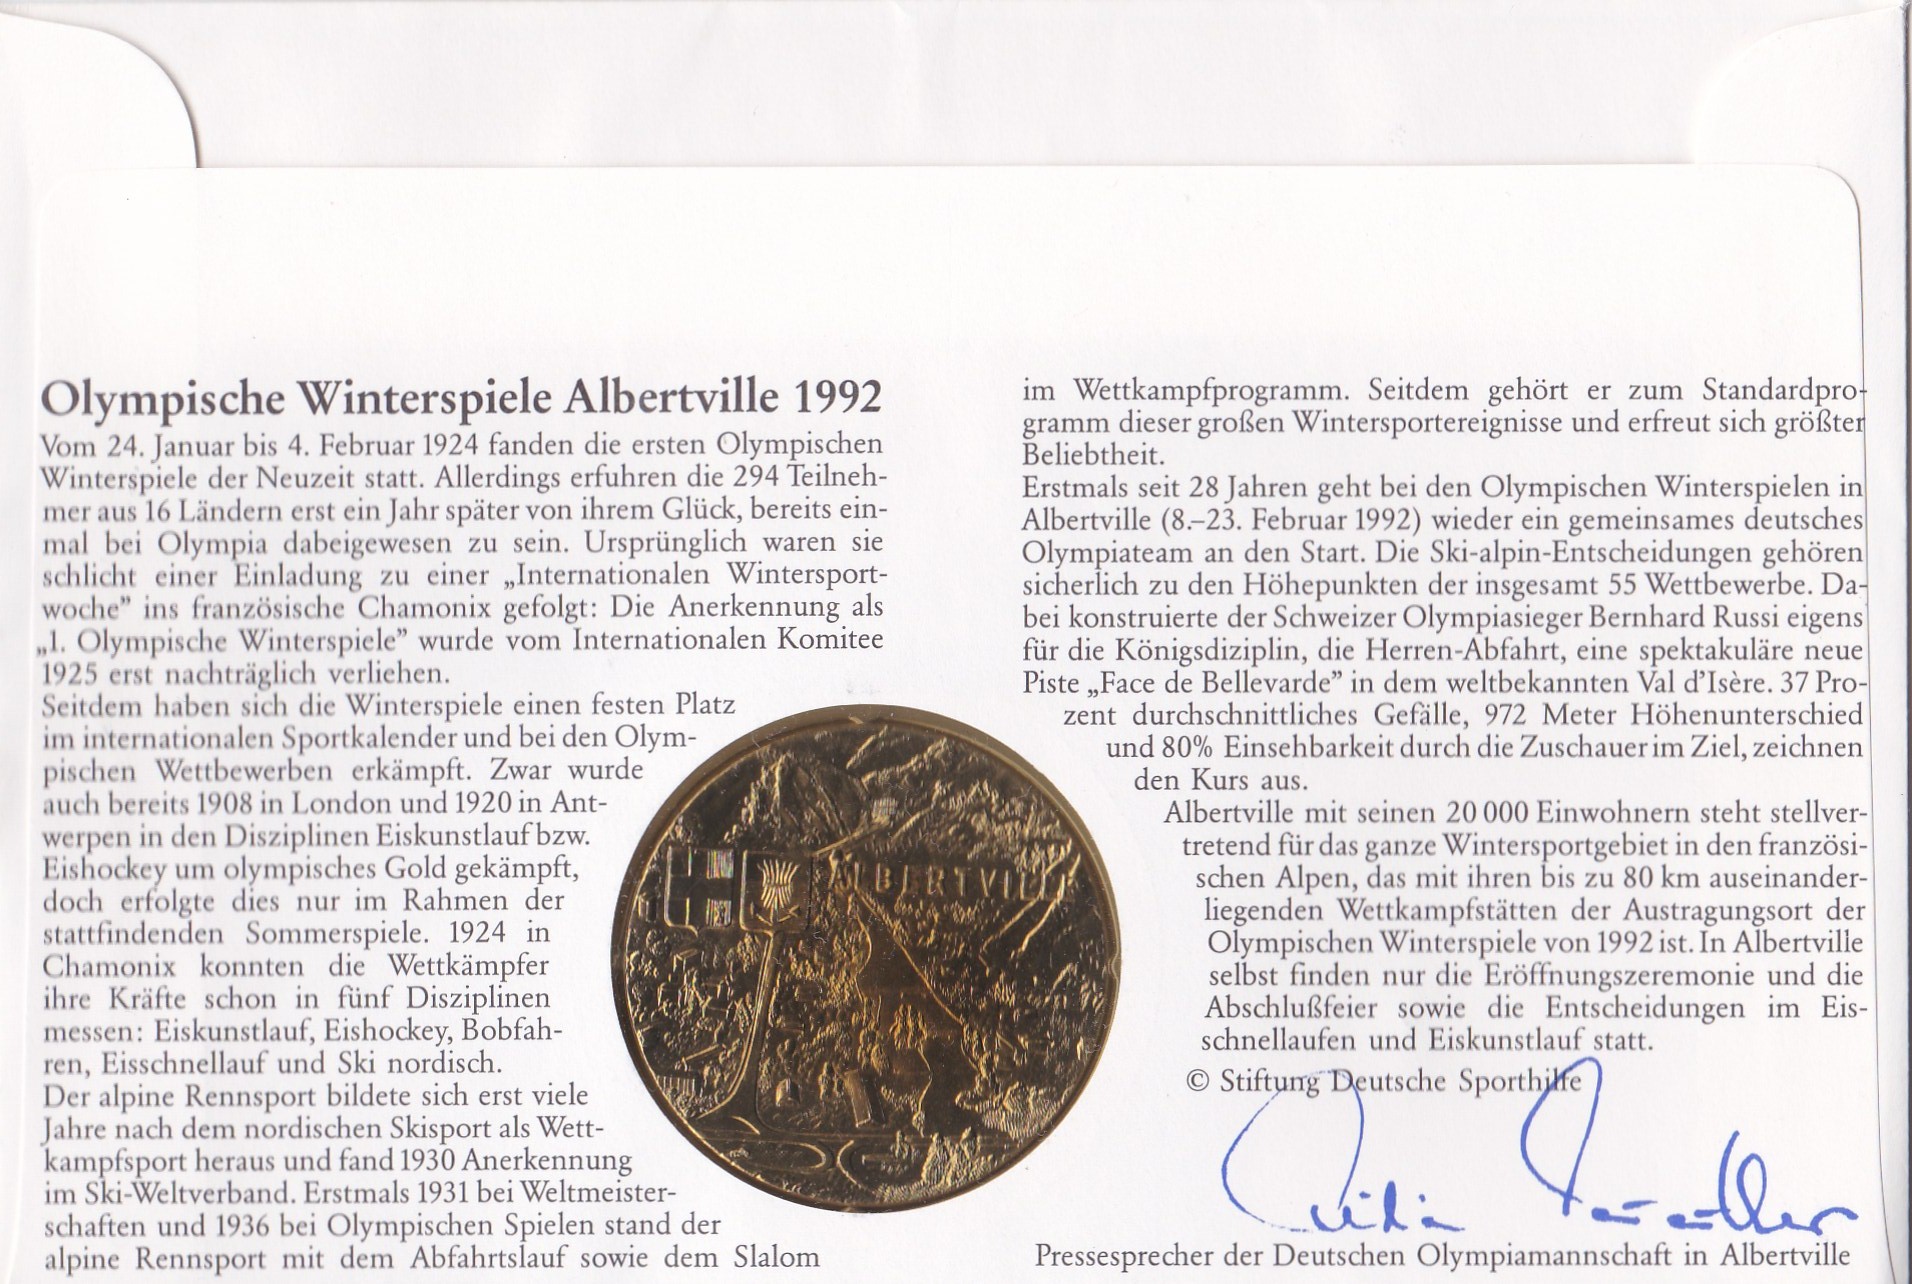 Olympische Winterspiele Albertville 1992
Vom 24. Januar bis 4. Februar 1924 fanden die ersten Olympischen
Winterspiele der Neuzeit statt. Allerdings erfuhren die 294 Teilneh-
mer aus 16 Ländern erst ein Jahr später von ihrem Glück, bereits ein-
mal bei Olympia dabeigewesen zu sein. Ursprünglich waren sie
schlicht einer Einladung zu einer „Internationalen Wintersport-
woche” ins französische Chamonix gefolgt: Die Anerkennung als
„1. Olympische Winterspiele” wurde vom Internationalen Komitee
1925 erst nachträglich verliehen.
Seitdem haben sich die Winterspiele einen festen Platz
im internationalen Sportkalender und bei den Olym-
pischen Wettbewerben erkämpft. Zwar wurde
auch bereits 1908 in London und 1920 in Ant-
werpen in den Disziplinen Eiskunstlauf bzw.
Eishockey um olympisches Gold gekämpft,
doch erfolgte dies nur im Rahmen der
stattfindenden Sommerspiele. 1924 in
Chamonix konnten die Wettkämpfer
ihre Kräfte schon in fünf Disziplinen
messen: Eiskunstlauf, Eishockey, Bobfah-
ren, Eisschnellauf und Ski nordisch.
Der alpine Rennsport bildete sich erst viele
Jahre nach dem nordischen Skisport als Wett-
kampfsport heraus und fand 1930 Anerkennung
im Ski-Weltverband. Erstmals 1931 bei Weltmeister-
schaften und 1936 bei Olympischen Spielen stand der
alpine Rennsport mit dem Abfahrtslauf sowie dem Slalom
im Wettkampfprogramm. Seitdem gehört er zum Standardpro-
gramm dieser großen Wintersportereignisse und erfreut sich größter
Beliebtheit.
Erstmals seit 28 Jahren geht bei den Olympischen Winterspielen in
Albertville (8.–23. Februar 1992) wieder ein gemeinsames deutsches
Olympiateam an den Start. Die Ski-alpin-Entscheidungen gehören
sicherlich zu den Höhepunkten der insgesamt 55 Wettbewerbe. Da-
bei konstruierte der Schweizer Olympiasieger Bernhard Russi eigens
für die Königsdiziplin, die Herren-Abfahrt, eine spektakuläre neue
Piste „Face de Bellevarde” in dem weltbekannten Val d’Isère. 37 Pro-
zent durchschnittliches Gefälle, 972 Meter Höhenunterschied
und 80% Einsehbarkeit durch die Zuschauer im Ziel, zeichnen
den Kurs aus.
Albertville mit seinen 20 000 Einwohnern steht stellver-
tretend für das ganze Wintersportgebiet in den französi-
schen Alpen, das mit ihren bis zu 80 km auseinander-
liegenden Wettkampfstätten der Austragungsort der
Olympischen Winterspiele von 1992 ist. In Albertville
selbst finden nur die Eröffnungszeremonie und die
Abschlußfeier sowie die Entscheidungen im Eis-
schnellaufen und Eiskunstlauf statt.
© Stiftung Deutsche Sporthilfe
Pressesprecher der Deutschen Olympiamannschaft in Albertville
ALBERTVILLE